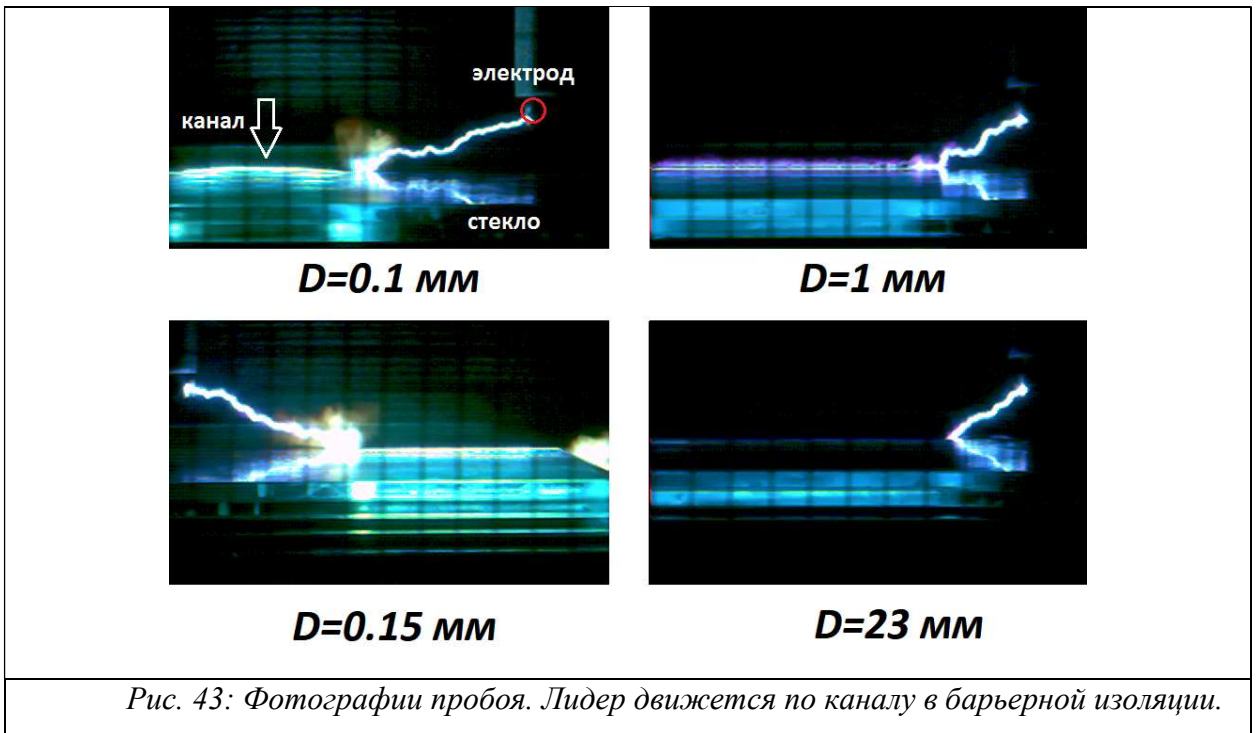 электрод
канал
стекло
D=0.1 мм
D=1 мм
D=0.15 мм
D=23 мм
Рис. 43: Фотографии пробоя. Лидер движется по каналу в барьерной изоляции.